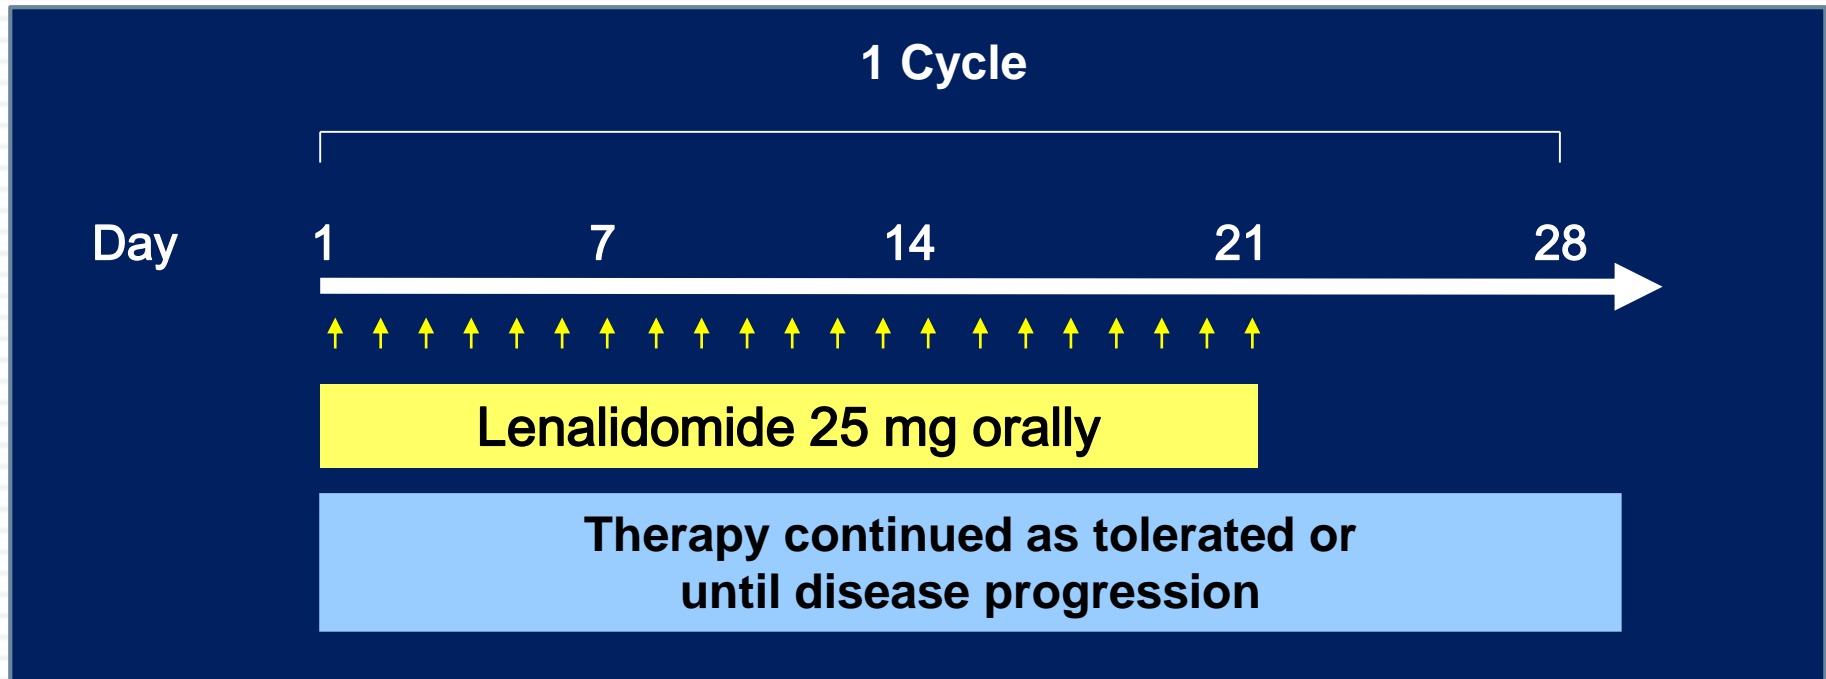 1 Cycle
Day 1 7 14 21 28
Lenalidomide 25 mg orally
Therapy continued as tolerated or
until disease progression